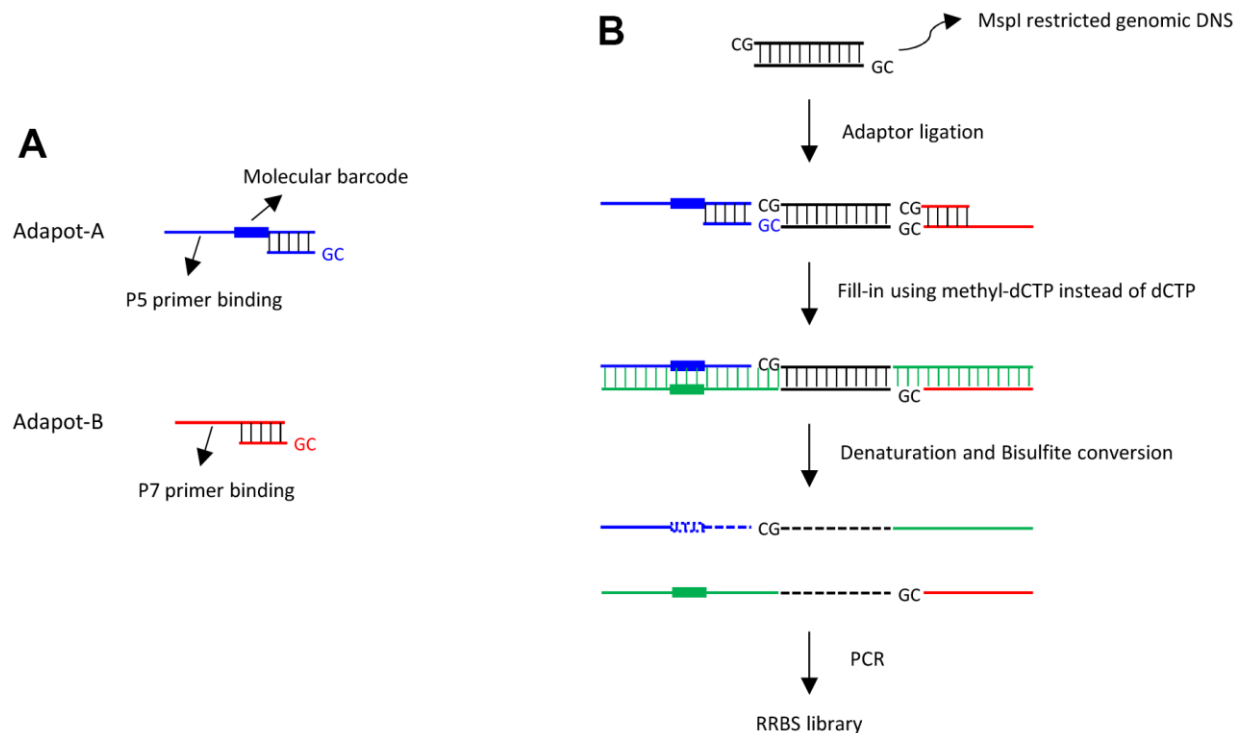 A
Molecular barcode
Adapot-A
GC
P5 primer binding
Adapot-B
GC
P7 primer binding
B
MspI restricted genomic DNS
CG
GC
Adaptor ligation
CG CG
GC GC
Fill-in using methyl-dCTP instead of dCTP
CG
GC
Denaturation and Bisulfite conversion
CG
GC
PCR
RRBS library